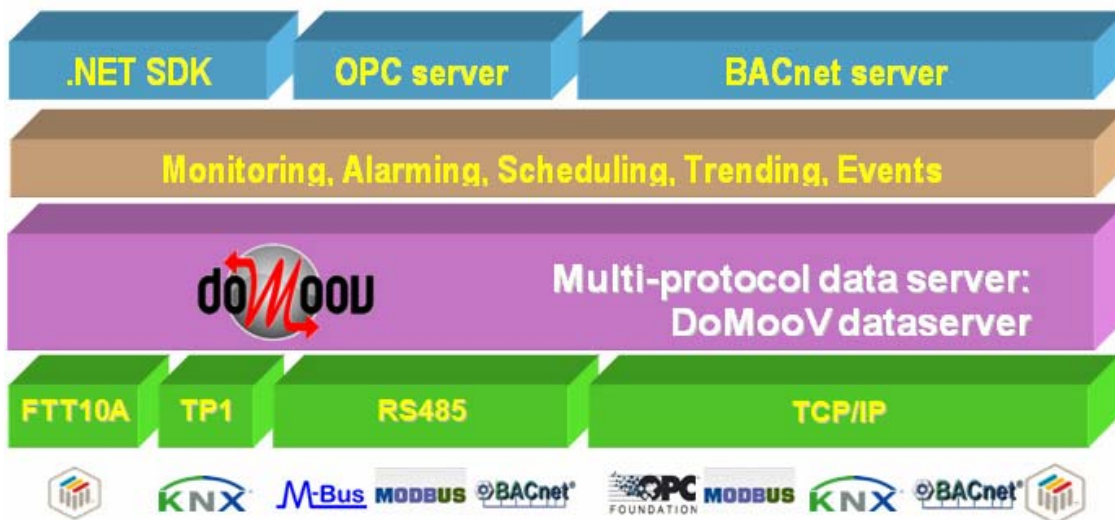 .NET SDK
OPC server
BACnet server
Monitoring, Alarming, Scheduling, Trending, Events
doMooV
Multi-protocol data server:
DoMooV dataserver
FTT10A
TP1
RS485
TCP/IP
KNX
M-Bus
MODBUS
BACnet
OPC
FOUNDATION
MODBUS
KNX
BACnet